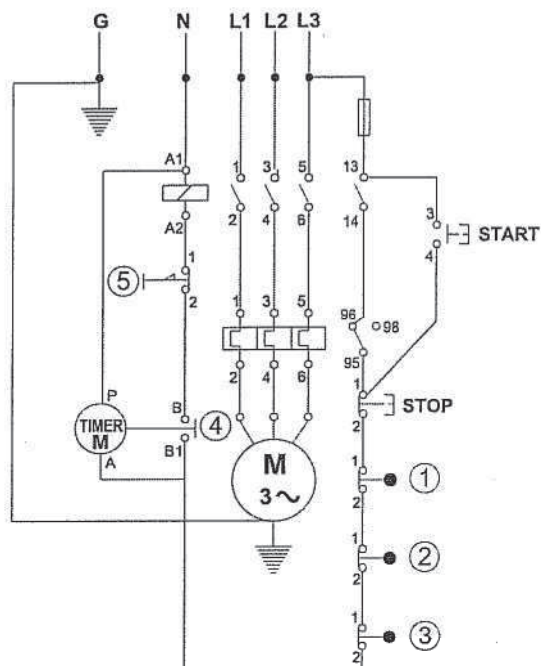 G N L1 L2 L3
A1 1 3 5 13
A2 2 4 6 14 3 START
4
1
5
2 1 3 5 96 98
95
2 4 6 1 STOP
P 2
TIMER M B 4
A B1 M 3~ 1 1
2
1 2
2
1 3
2